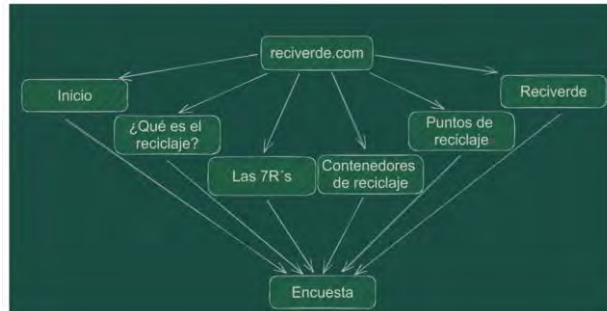 reciverde.com
Inicio
Reciverde
¿Qué es el
reciclaje?
Puntos de
reciclaje
Las 7R´s
Contenedores
de reciclaje
Encuesta